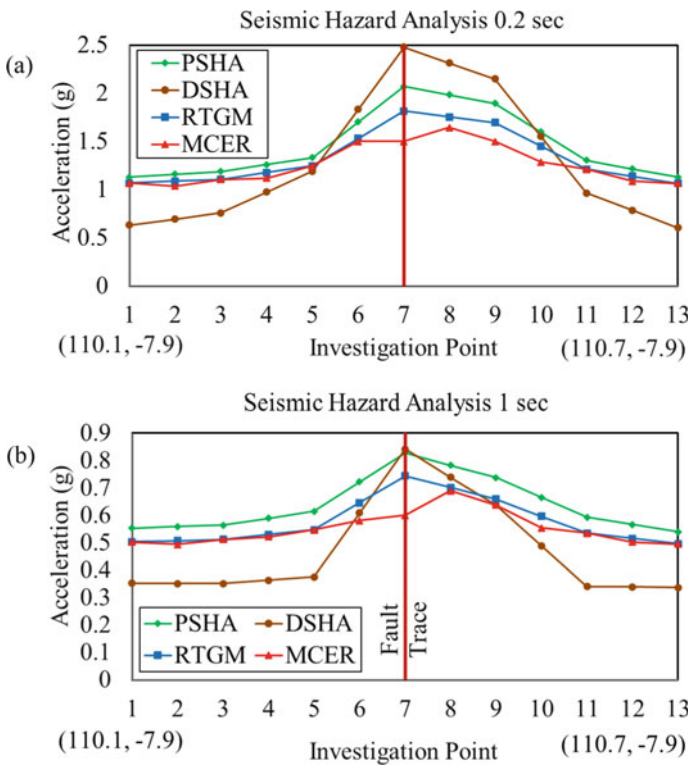 Seismic Hazard Analysis 0.2 sec
(a)
Acceleration (g)
2.5
2
1.5
1
0.5
0
PSHA
DSHA
RTGM
MCER
1 2 3 4 5 6 7 8 9 10 11 12 13
(110.1, -7.9) Investigation Point (110.7, -7.9)
Seismic Hazard Analysis 1 sec
(b)
Acceleration (g)
0.9
0.8
0.7
0.6
0.5
0.4
0.3
0.2
0.1
0
PSHA DSHA
RTGM MCER
Fault
Trace
1 2 3 4 5 6 7 8 9 10 11 12 13
(110.1, -7.9) Investigation Point (110.7, -7.9)